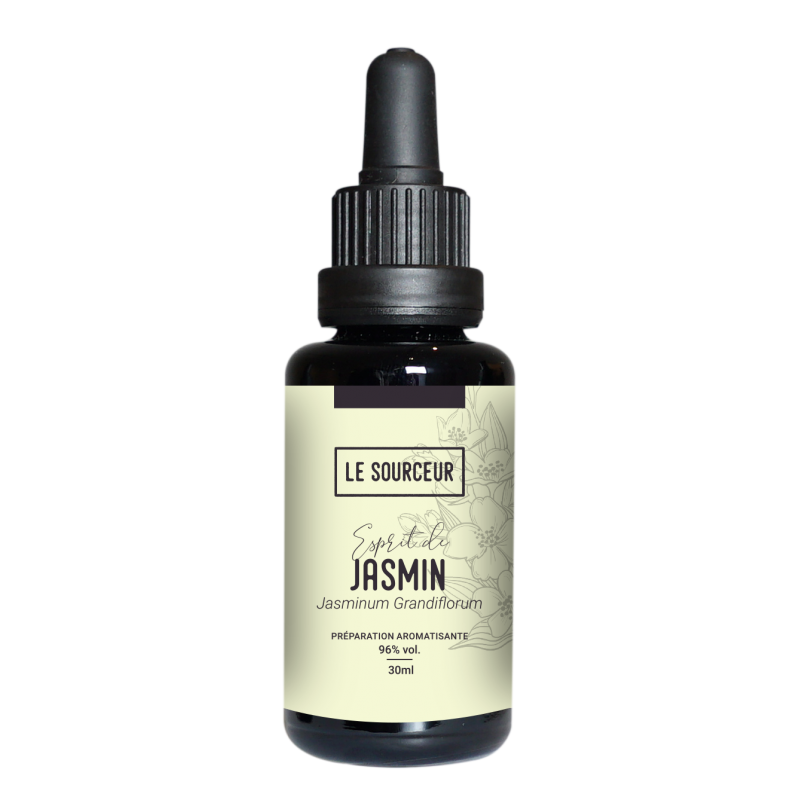 LE SOURCEUR
Esprit de
JASMIN
Jasminum Grandiflorum
PRÉPARATION AROMATISANTE
96% vol.
30ml